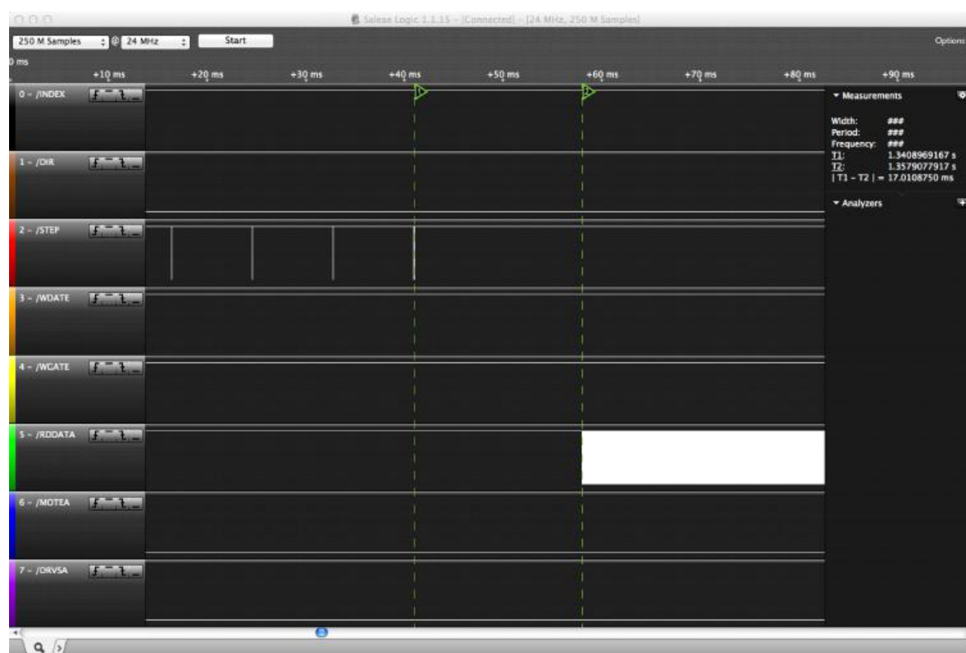 Saleae Logic 1.1.15 - [Connected] - [24 MHz, 250 M Samples]
250 M Samples @ 24 MHz Start Options
0 ms
+10 ms +20 ms +30 ms +40 ms +50 ms +60 ms +70 ms +80 ms +90 ms
0 - /INDEX
1 - /DIR
2 - /STEP
3 - /WDATE
4 - /WGATE
5 - /RDDATA
6 - /MOTEA
7 - /DRVSA
Measurements
Width: ###
Period: ###
Frequency: ###
T1: 1.3408969167 s
T2: 1.3579077917 s
| T1 - T2 | = 17.0108750 ms
Analyzers